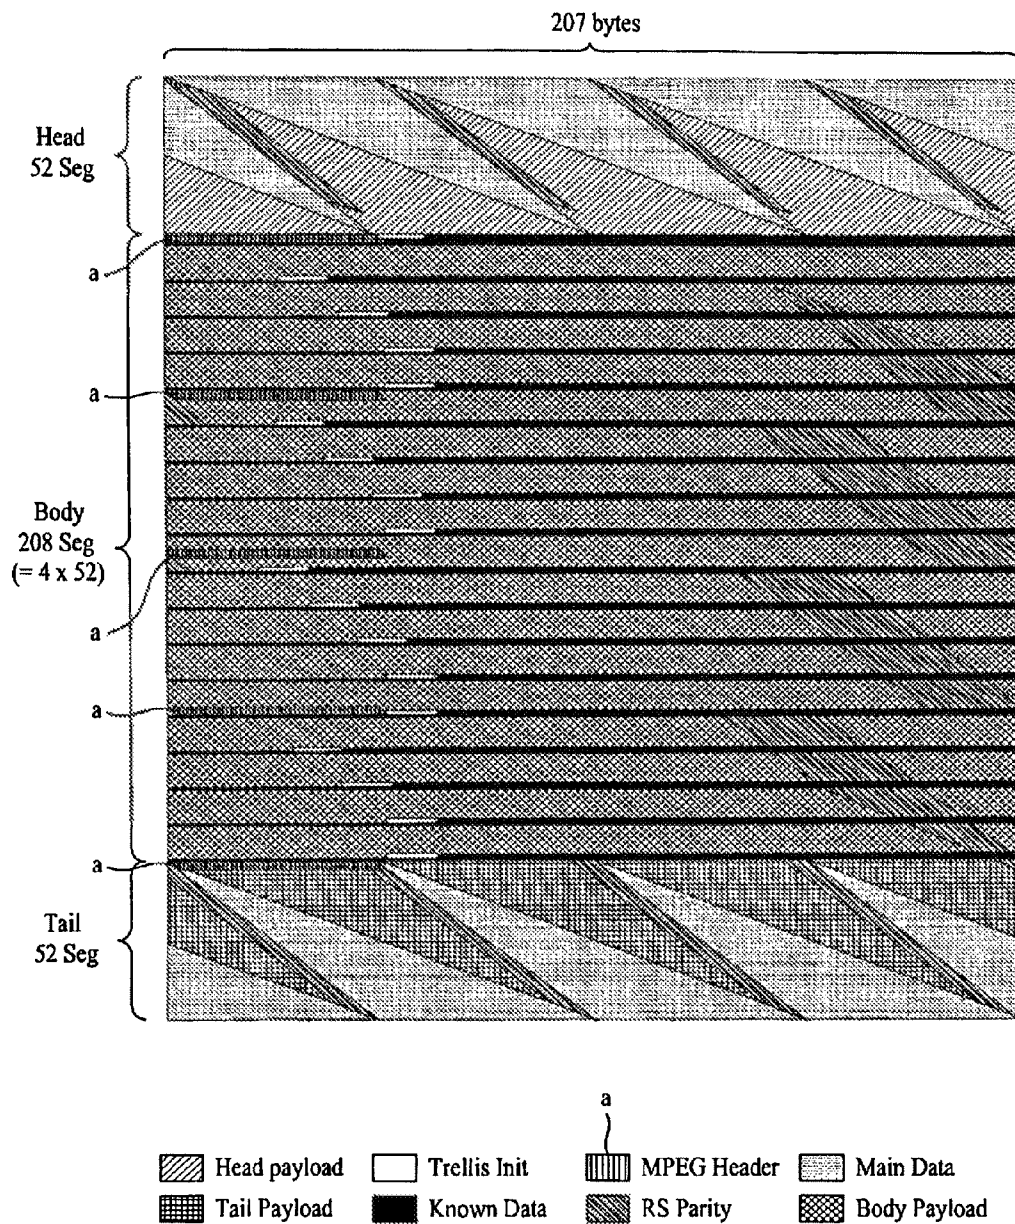 207 bytes
Head
52 Seg
a
a
Body
208 Seg
(= 4 x 52)
a
a
a
Tail
52 Seg
a
Head payload
Trellis Init
MPEG Header
Main Data
Tail Payload
Known Data
RS Parity
Body Payload